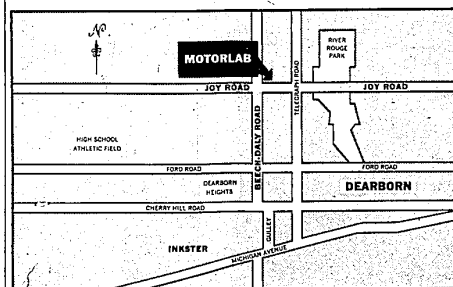 N
RIVER
ROUGE
PARK
MOTORLAB
JOY ROAD
JOY ROAD
TELEGRAPH ROAD
BEECH-DALY ROAD
HIGH SCHOOL
ATHLETIC FIELD
FORD ROAD
FORD ROAD
DEARBORN
HEIGHTS
DEARBORN
CHERRY HILL ROAD
GULLEY
INKSTER
MICHIGAN AVENUE